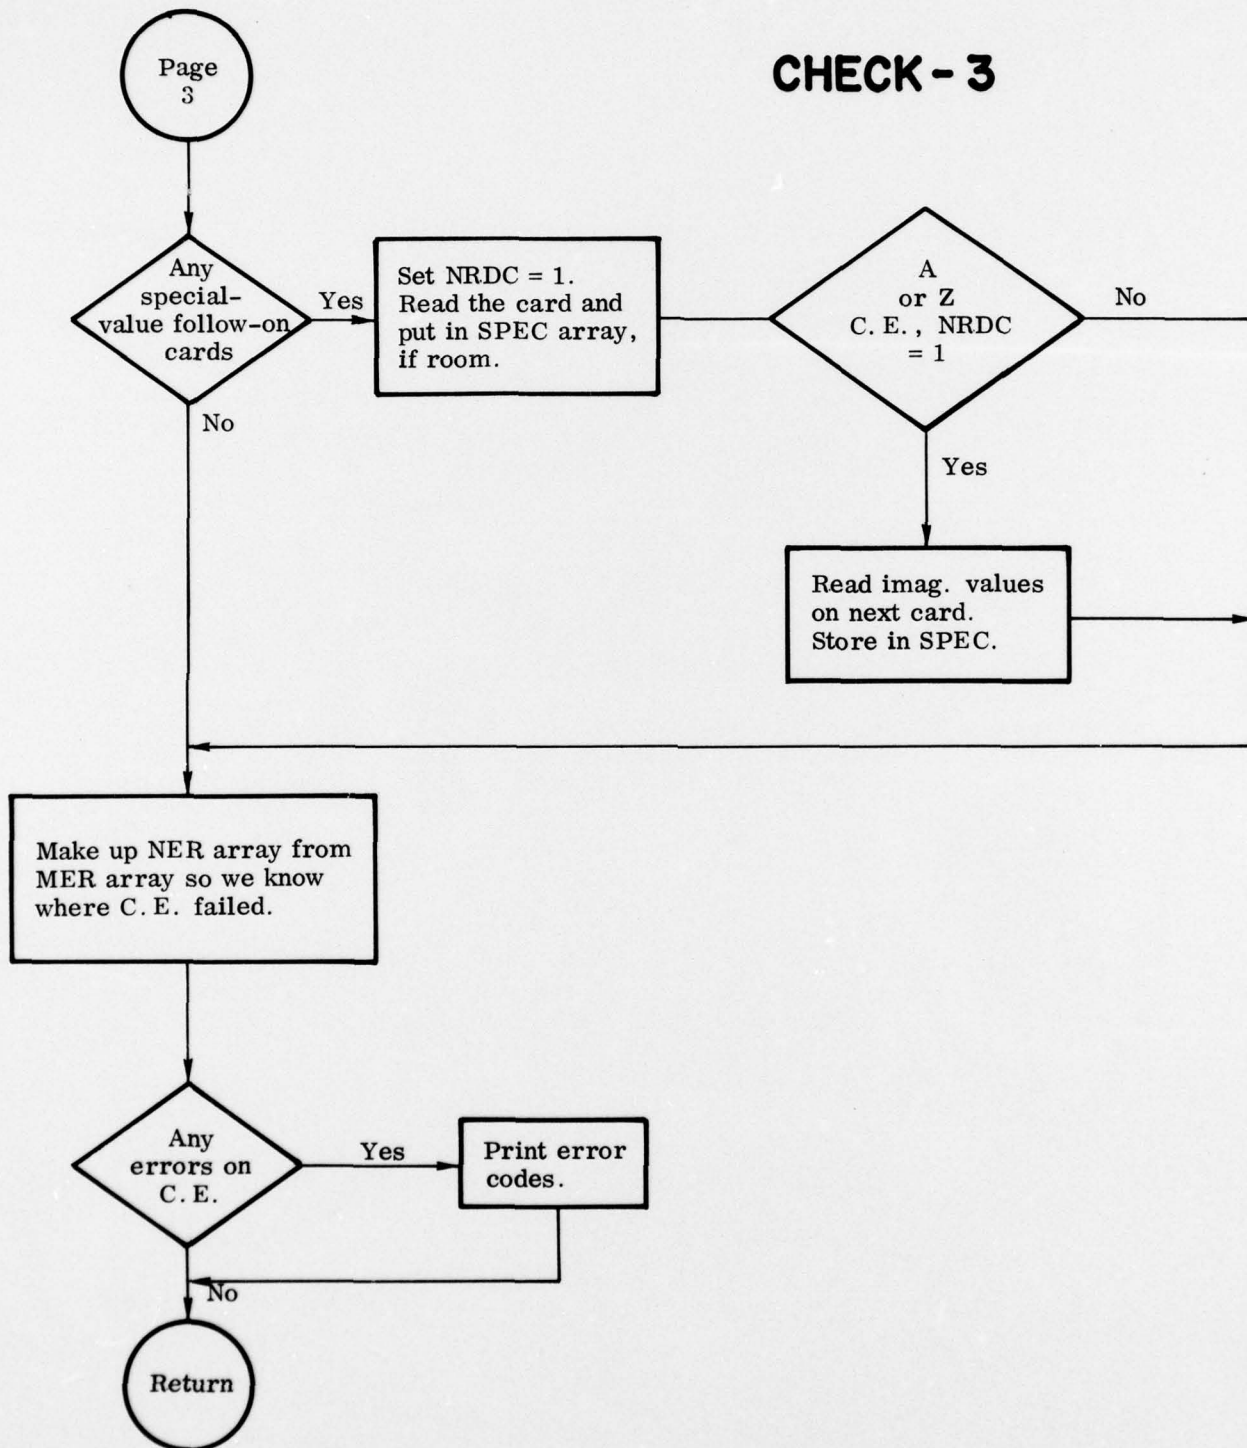 CHECK - 3
Page
3
Any
special-
value follow-on
cards
Yes
No
Set NRDC = 1.
Read the card and
put in SPEC array,
if room.
A
or Z
C. E. , NRDC
= 1
No
Yes
Read imag. values
on next card.
Store in SPEC.
Make up NER array from
MER array so we know
where C. E. failed.
Any
errors on
C. E.
Yes
No
Print error
codes.
Return